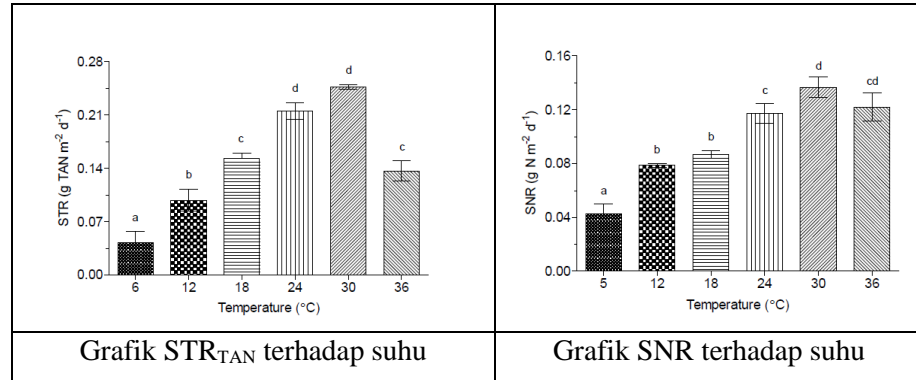 0.28
0.21
0.14
0.07
0.00
STR (g TAN m⁻² d⁻¹)
a
b
c
d
d
c
6 12 18 24 30 36
Temperature (°C)
0.16
0.12
0.08
0.04
0.00
SNR (g N m⁻² d⁻¹)
a
b
b
c
d
cd
5 12 18 24 30 36
Temperature (°C)
Grafik STR_TAN terhadap suhu
Grafik SNR terhadap suhu